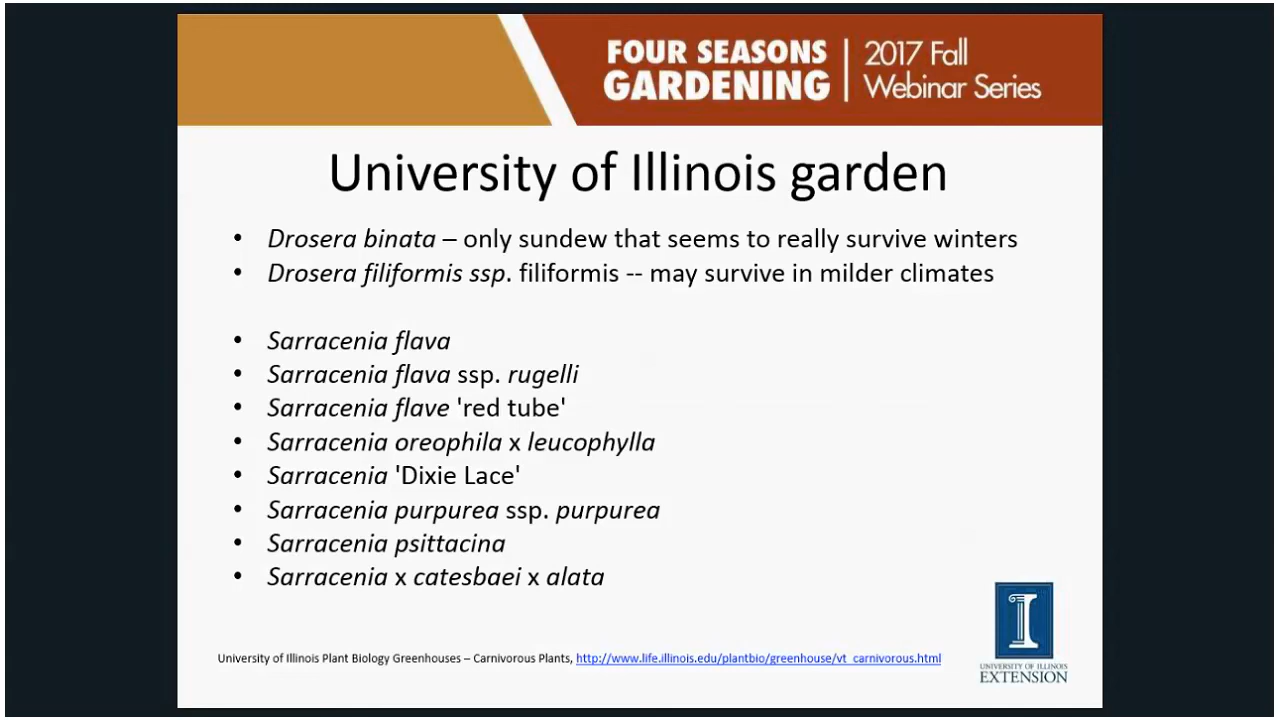 FOUR SEASONS
GARDENING
2017 Fall
Webinar Series
University of Illinois garden
• Drosera binata – only sundew that seems to really survive winters
• Drosera filiformis ssp. filiformis -- may survive in milder climates
• Sarracenia flava
• Sarracenia flava ssp. rugelli
• Sarracenia flave 'red tube'
• Sarracenia oreophila x leucophylla
• Sarracenia 'Dixie Lace'
• Sarracenia purpurea ssp. purpurea
• Sarracenia psittacina
• Sarracenia x catesbaei x alata
University of Illinois Plant Biology Greenhouses – Carnivorous Plants, http://www.life.illinois.edu/plantbio/greenhouse/vt_carnivorous.html
I
UNIVERSITY OF ILLINOIS
EXTENSION